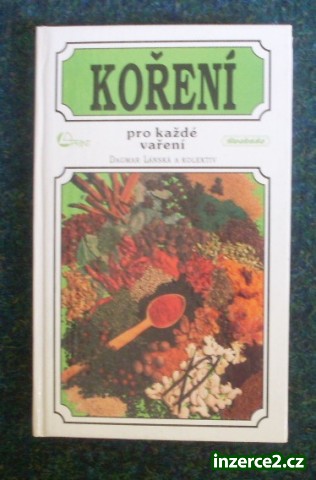 KOŘENÍ
pro každé
vaření
DAGMAR LÁNSKÁ A KOLEKTIV
inzerce2.cz